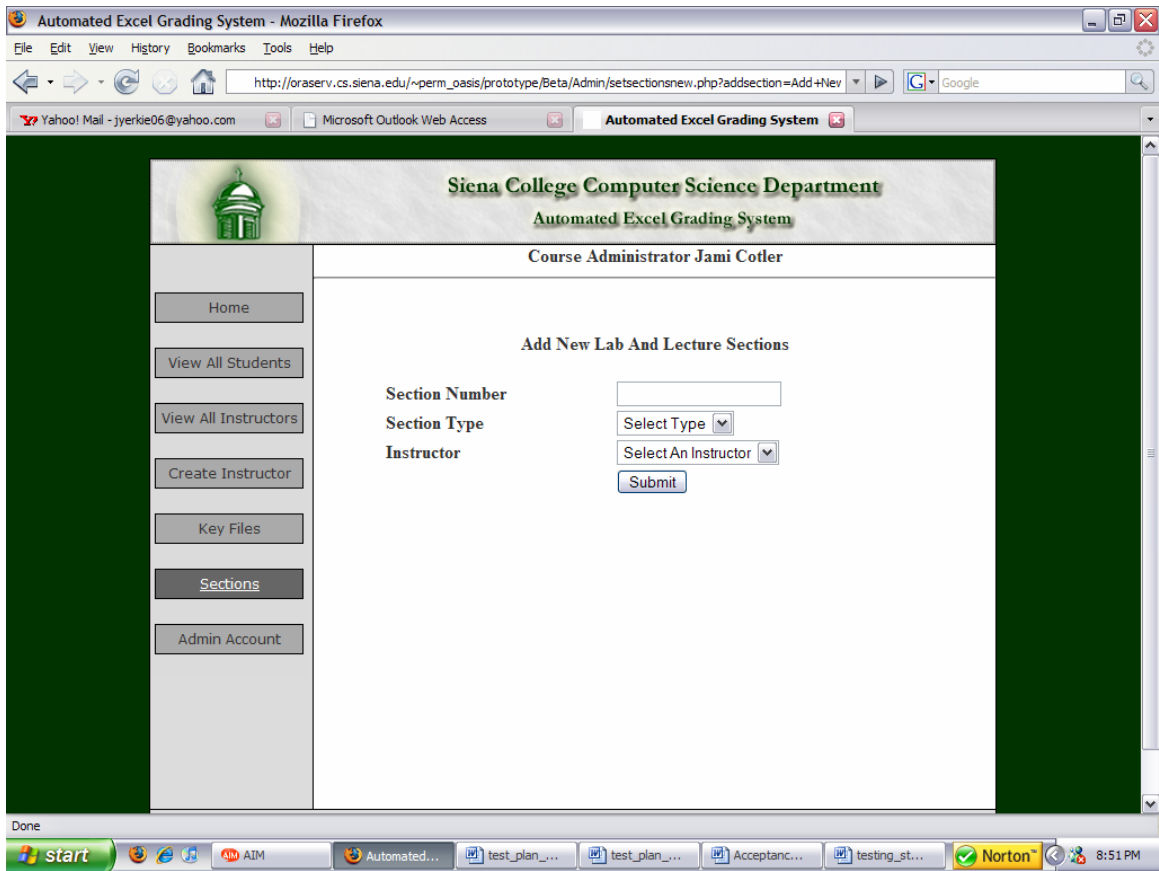 Automated Excel Grading System - Mozilla Firefox
File Edit View History Bookmarks Tools Help
http://oraserv.cs.siena.edu/~perm_oasis/prototype/Beta/Admin/setsectionsnew.php?addsection=Add+New
G Google
Yahoo! Mail - jyerkie06@yahoo.com
Microsoft Outlook Web Access
Automated Excel Grading System
Siena College Computer Science Department
Automated Excel Grading System
Course Administrator Jami Cotler
Home
View All Students
View All Instructors
Create Instructor
Key Files
Sections
Admin Account
Add New Lab And Lecture Sections
Section Number
Section Type Select Type
Instructor Select An Instructor
Submit
Done
start AIM AIM Automated... test_plan_... test_plan_... Acceptanc... testing_st... Norton™ 8:51 PM